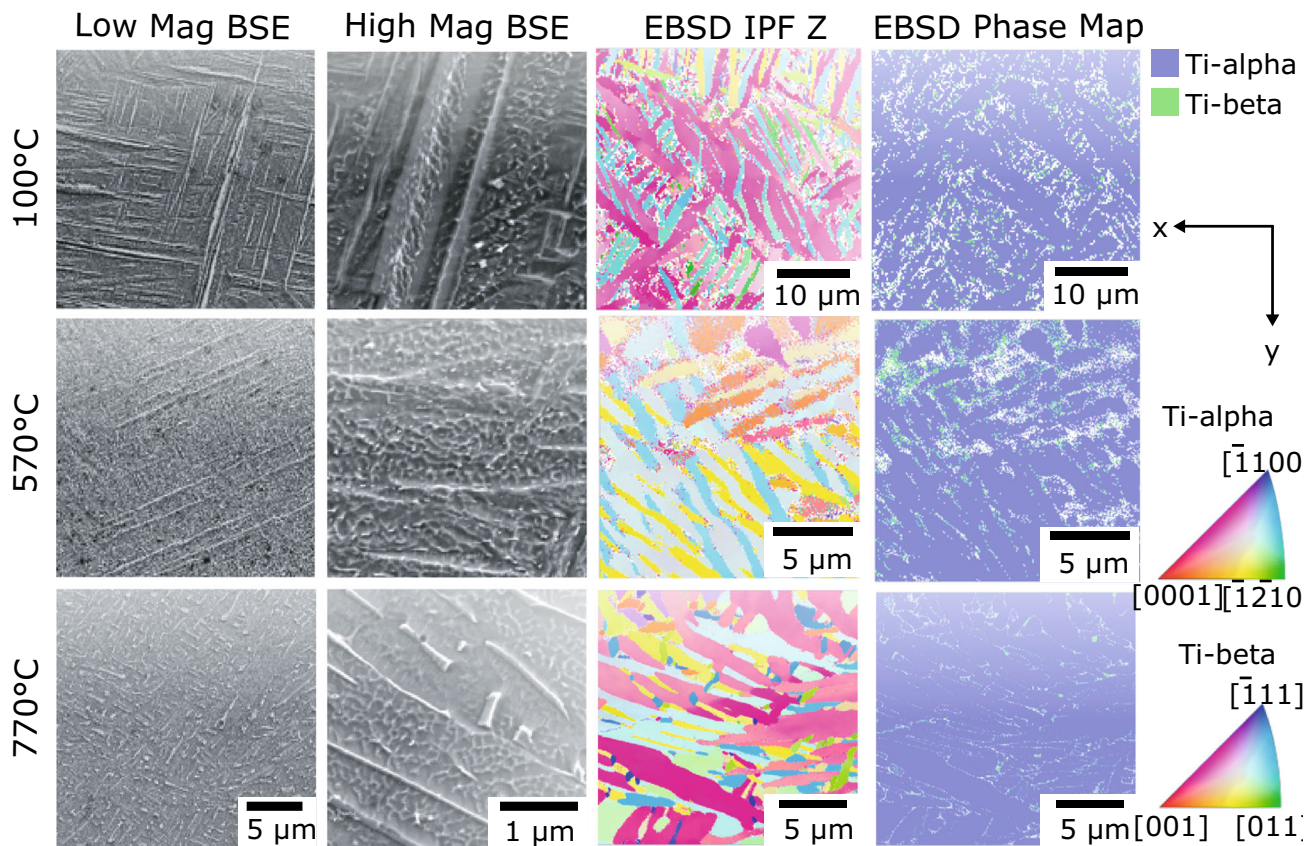 Low Mag BSE High Mag BSE EBSD IPF Z EBSD Phase Map
Ti-alpha
Ti-beta
100°C
10 µm
10 µm
x
y
570°C
5 µm
5 µm
Ti-alpha
[1̄100
[0001] [1̄2̄10
770°C
5 µm
1 µm
5 µm
5 µm
Ti-beta
[1̄11]
[001] [011]